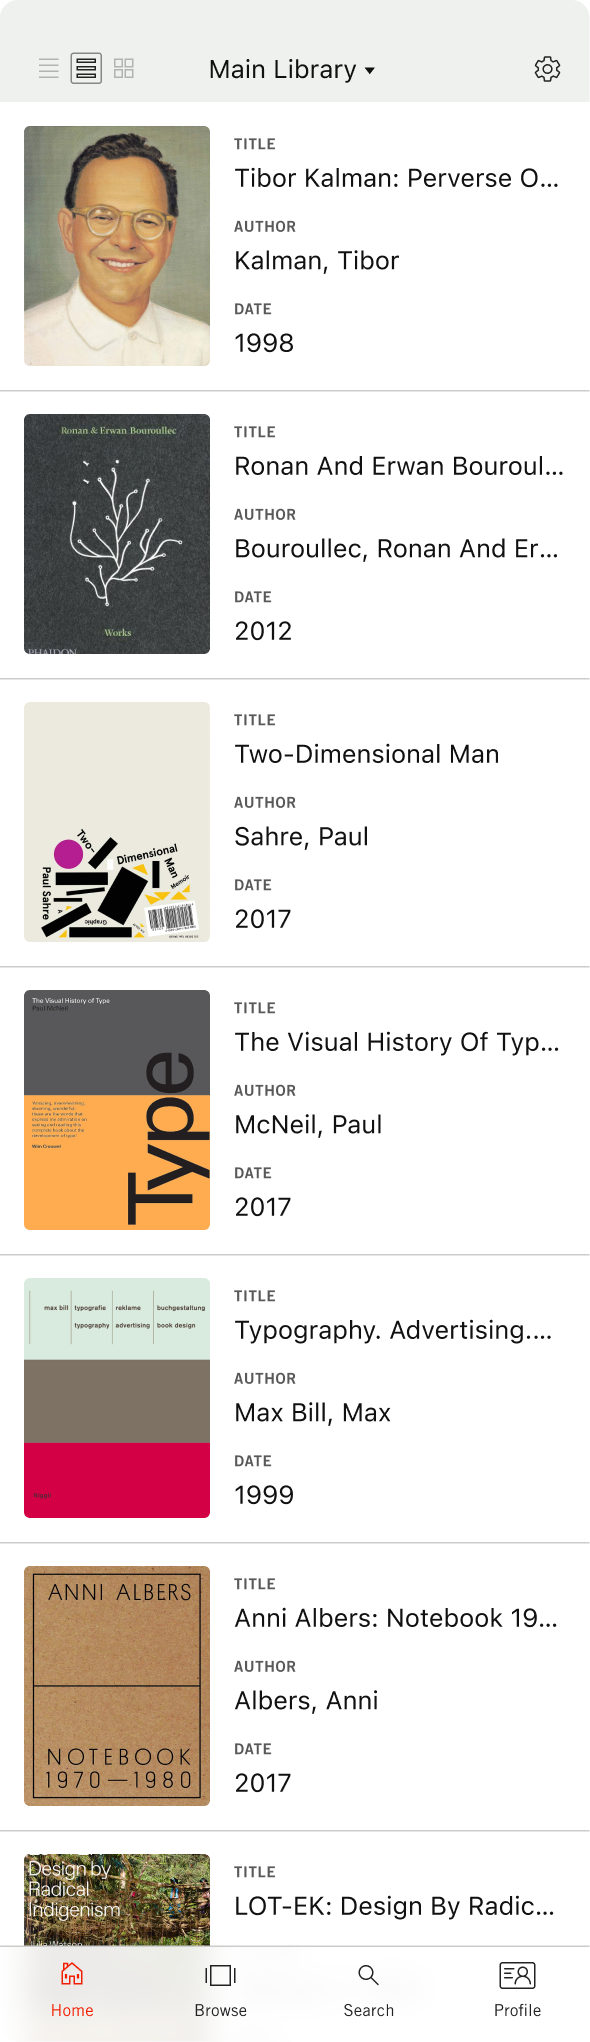 Main Library
TITLE
Tibor Kalman: Perverse O...
AUTHOR
Kalman, Tibor
DATE
1998
Ronan & Erwan Bouroullec
Works
PHAIDON
TITLE
Ronan And Erwan Bouroul...
AUTHOR
Bouroullec, Ronan And Er...
DATE
2012
Two-
Dimensional
Man
Memoir
Paul Sahre
A
Graphic
TITLE
Two-Dimensional Man
AUTHOR
Sahre, Paul
DATE
2017
The Visual History of Type
Paul McNeil
Type
TITLE
The Visual History Of Typ...
AUTHOR
McNeil, Paul
DATE
2017
max bill typografie reklame buchgestaltung
typography advertising book design
TITLE
Typography. Advertising....
AUTHOR
Max Bill, Max
DATE
1999
ANNI ALBERS
NOTEBOOK
1970—1980
TITLE
Anni Albers: Notebook 19...
AUTHOR
Albers, Anni
DATE
2017
Design by
Radical
Indigenism
Julia Watson
TITLE
LOT-EK: Design By Radic...
Home
Browse
Search
Profile